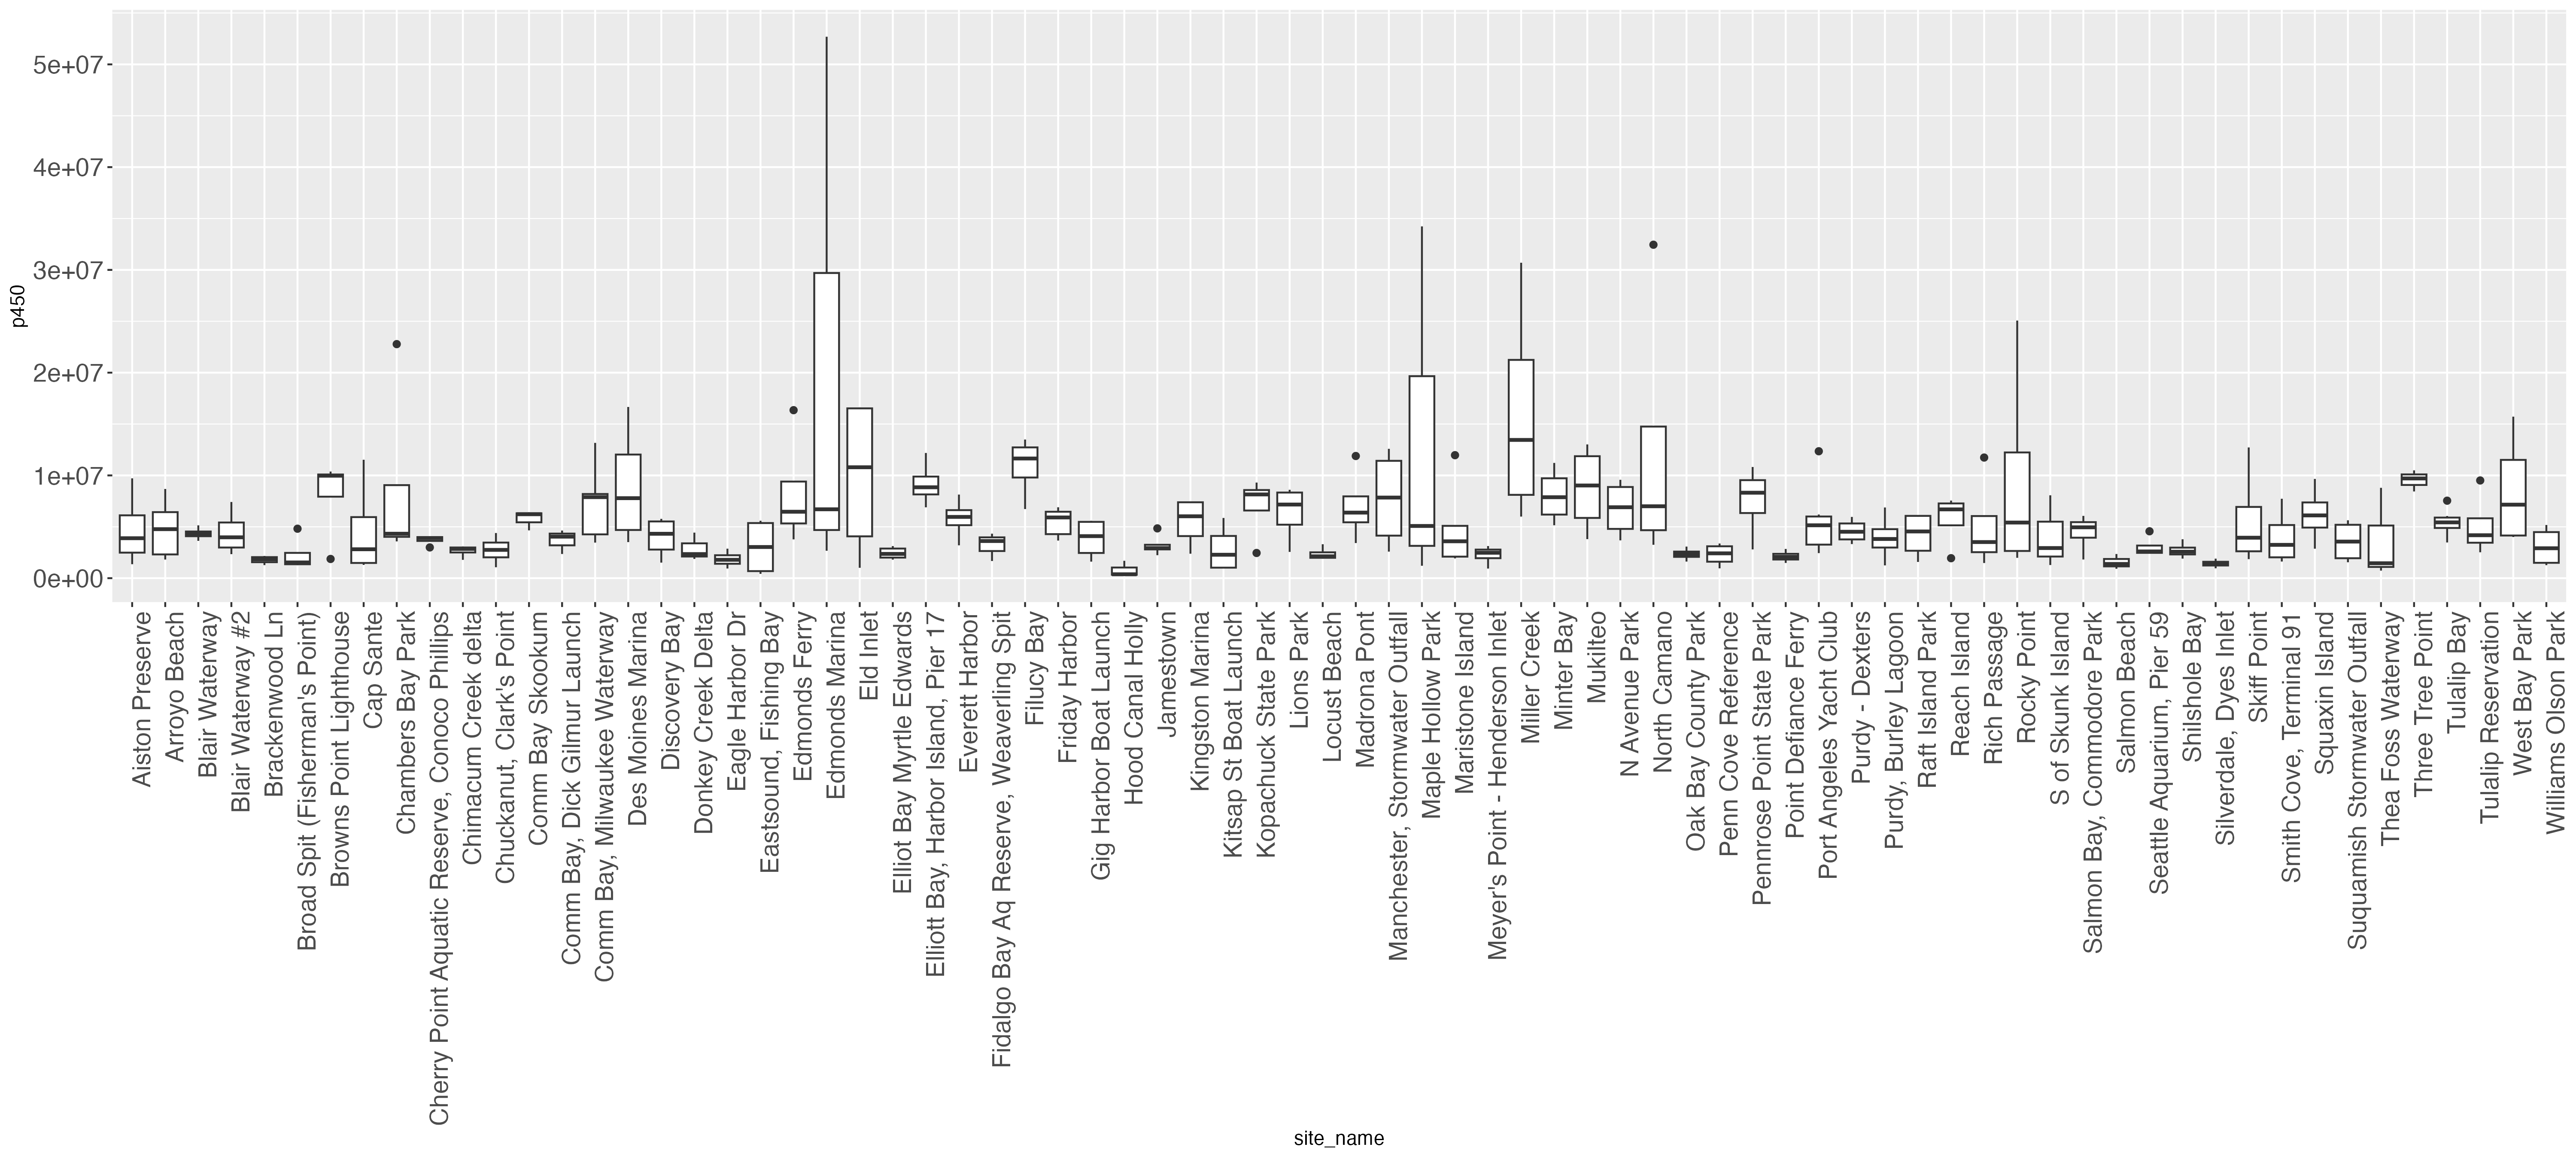 5e+07
4e+07
3e+07
2e+07
1e+07
0e+00
p450
Aiston Preserve
Arroyo Beach
Blair Waterway
Blair Waterway #2
Brackenwood Ln
Broad Spit (Fisherman's Point)
Browns Point Lighthouse
Cap Sante
Chambers Bay Park
Cherry Point Aquatic Reserve, Conoco Phillips
Chimacum Creek delta
Chuckanut, Clark's Point
Comm Bay Skookum
Comm Bay, Dick Gilmur Launch
Comm Bay, Milwaukee Waterway
Des Moines Marina
Discovery Bay
Donkey Creek Delta
Eagle Harbor Dr
Eastsound, Fishing Bay
Edmonds Ferry
Edmonds Marina
Eld Inlet
Elliot Bay Myrtle Edwards
Elliott Bay, Harbor Island, Pier 17
Everett Harbor
Fidalgo Bay Aq Reserve, Weaverling Spit
Filucy Bay
Friday Harbor
Gig Harbor Boat Launch
Hood Canal Holly
Jamestown
Kingston Marina
Kitsap St Boat Launch
Kopachuck State Park
Lions Park
Locust Beach
Madrona Pont
Manchester, Stormwater Outfall
Maple Hollow Park
Maristone Island
Meyer's Point - Henderson Inlet
Miller Creek
Minter Bay
Mukilteo
N Avenue Park
North Camano
Oak Bay County Park
Penn Cove Reference
Pennrose Point State Park
Point Defiance Ferry
Port Angeles Yacht Club
Purdy - Dexters
Purdy, Burley Lagoon
Raft Island Park
Reach Island
Rich Passage
Rocky Point
S of Skunk Island
Salmon Bay, Commodore Park
Salmon Beach
Seattle Aquarium, Pier 59
Shilshole Bay
Silverdale, Dyes Inlet
Skiff Point
Smith Cove, Terminal 91
Squaxin Island
Suquamish Stormwater Outfall
Thea Foss Waterway
Three Tree Point
Tulalip Bay
Tulalip Reservation
West Bay Park
Williams Olson Park
site_name